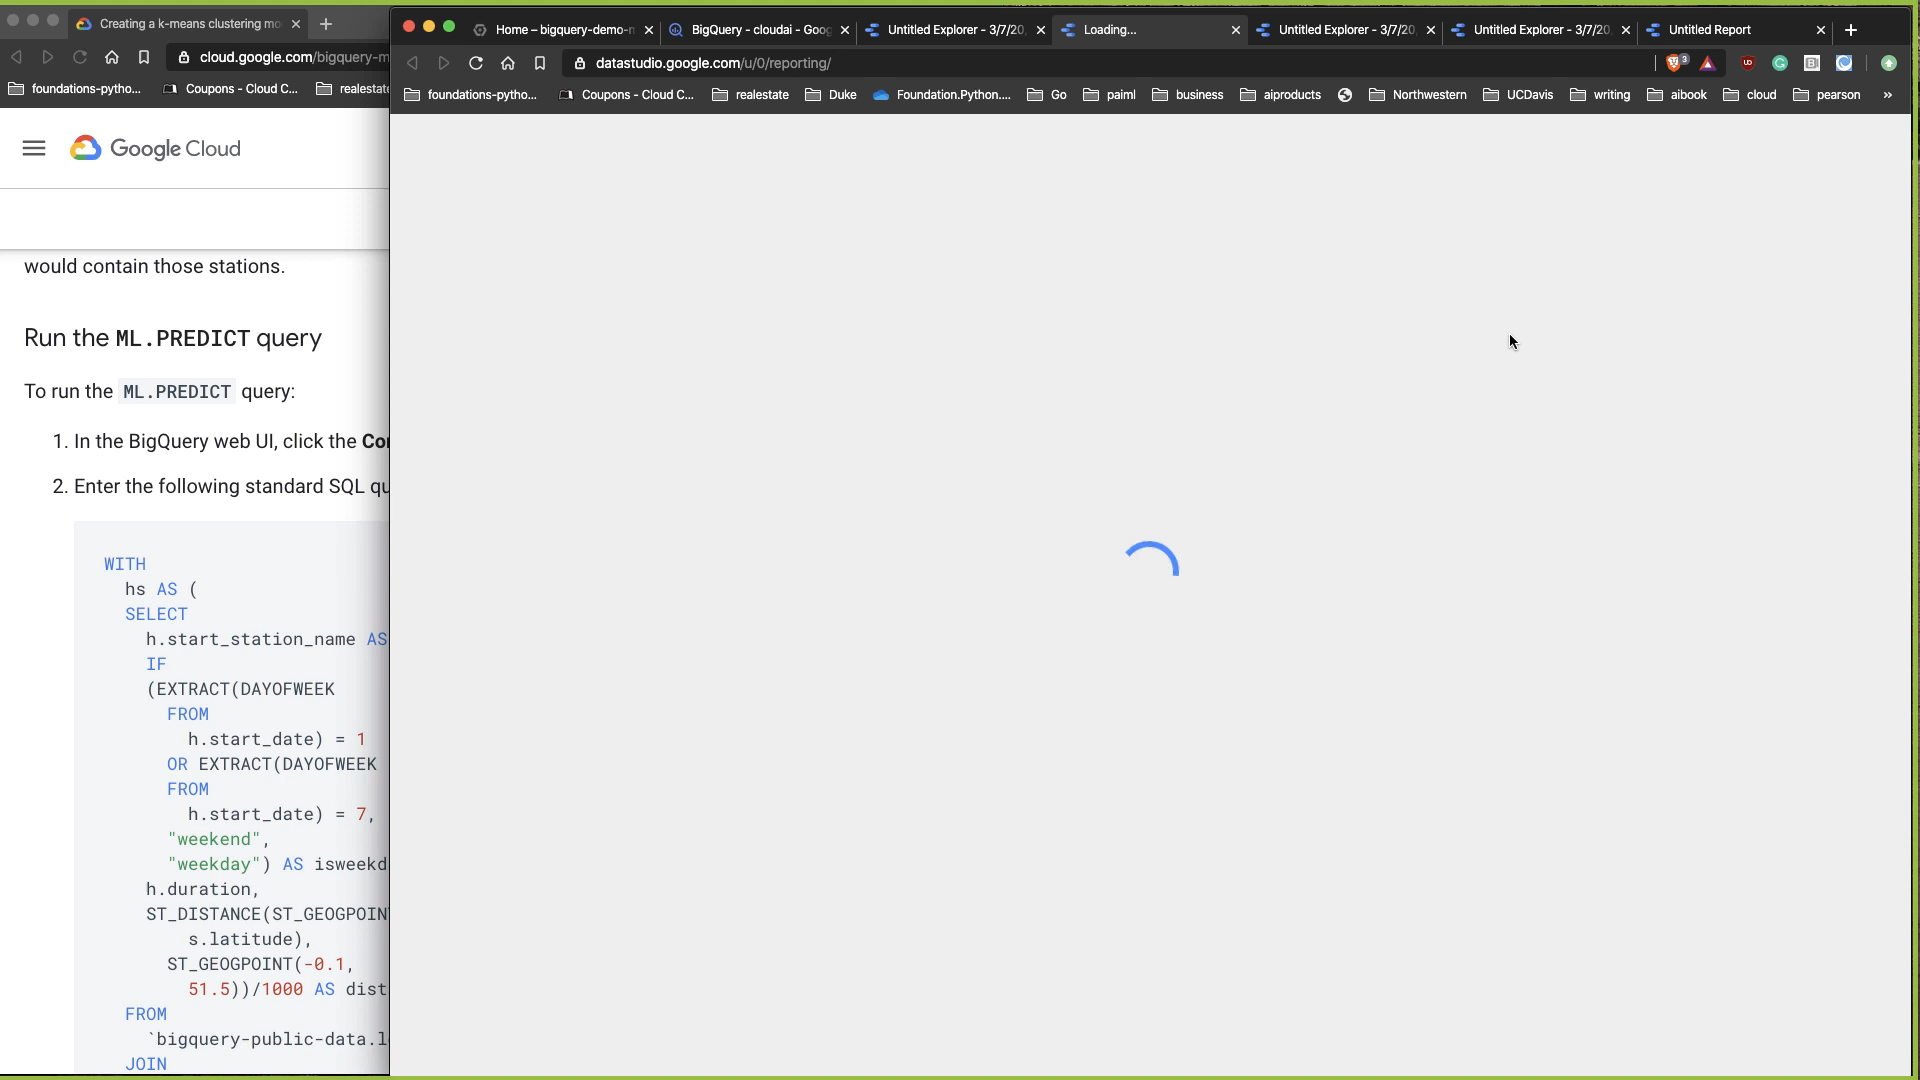 Creating a k-means clustering mo
cloud.google.com/bigquery-m
foundations-pytho...
Coupons - Cloud C...
realestate
Google Cloud
would contain those stations.
Run the ML.PREDICT query
To run the ML.PREDICT query:
1. In the BigQuery web UI, click the Co
2. Enter the following standard SQL qu
WITH
hs AS (
SELECT
h.start_station_name AS
IF
(EXTRACT(DAYOFWEEK
FROM
h.start_date) = 1
OR EXTRACT(DAYOFWEEK
FROM
h.start_date) = 7,
"weekend",
"weekday") AS isweekd
h.duration,
ST_DISTANCE(ST_GEOGPOINT
s.latitude),
ST_GEOGPOINT(-0.1,
51.5))/1000 AS dist
FROM
`bigquery-public-data.l
JOIN
Home – bigquery-demo-n
BigQuery - cloudai - Goog
Untitled Explorer - 3/7/20,
Loading...
Untitled Explorer - 3/7/20,
Untitled Explorer - 3/7/20,
Untitled Report
datastudio.google.com/u/0/reporting/
3
foundations-pytho...
Coupons - Cloud C...
realestate
Duke
Foundation.Python....
Go
paiml
business
aiproducts
Northwestern
UCDavis
writing
aibook
cloud
pearson
»